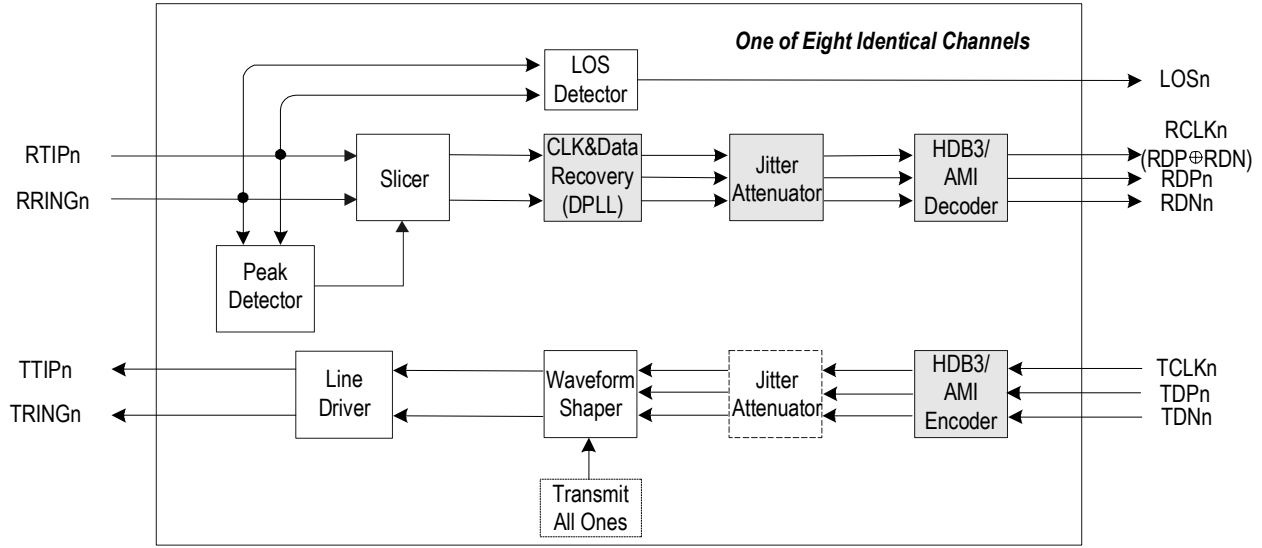 One of Eight Identical Channels
LOS
Detector
LOSn
RTIPn
RRINGn
Slicer
CLK&Data
Recovery
(DPLL)
Jitter
Attenuator
HDB3/
AMI
Decoder
RCLKn
(RDP⊕RDN)
RDPn
RDNn
Peak
Detector
TTIPn
TRINGn
Line
Driver
Waveform
Shaper
Jitter
Attenuator
HDB3/
AMI
Encoder
TCLKn
TDPn
TDNn
Transmit
All Ones